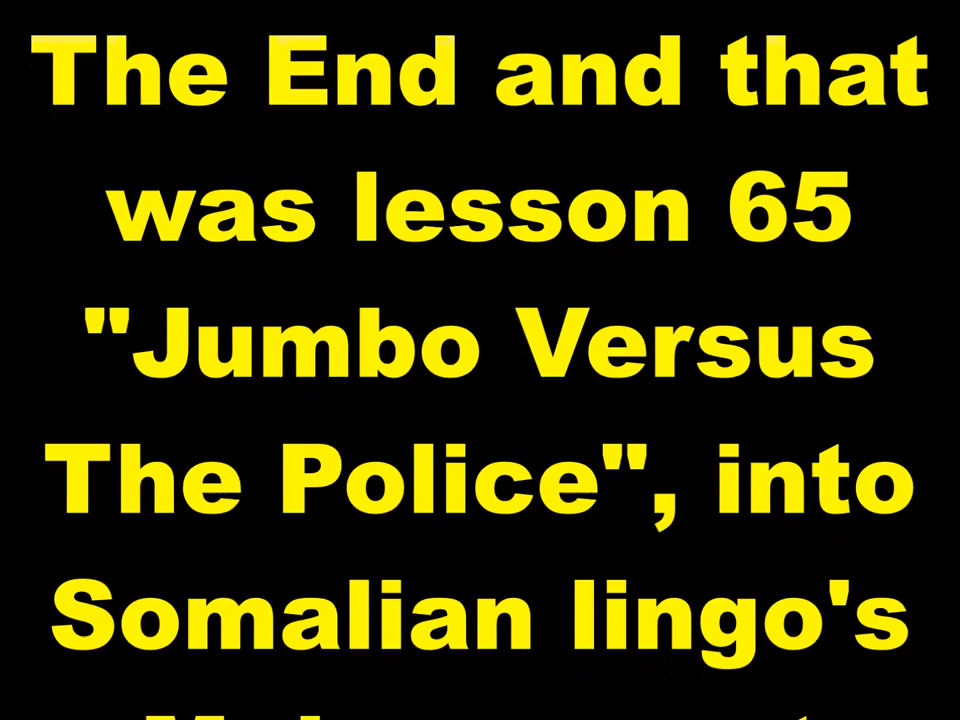 The End and that
was lesson 65
"Jumbo Versus
The Police", into
Somalian lingo's